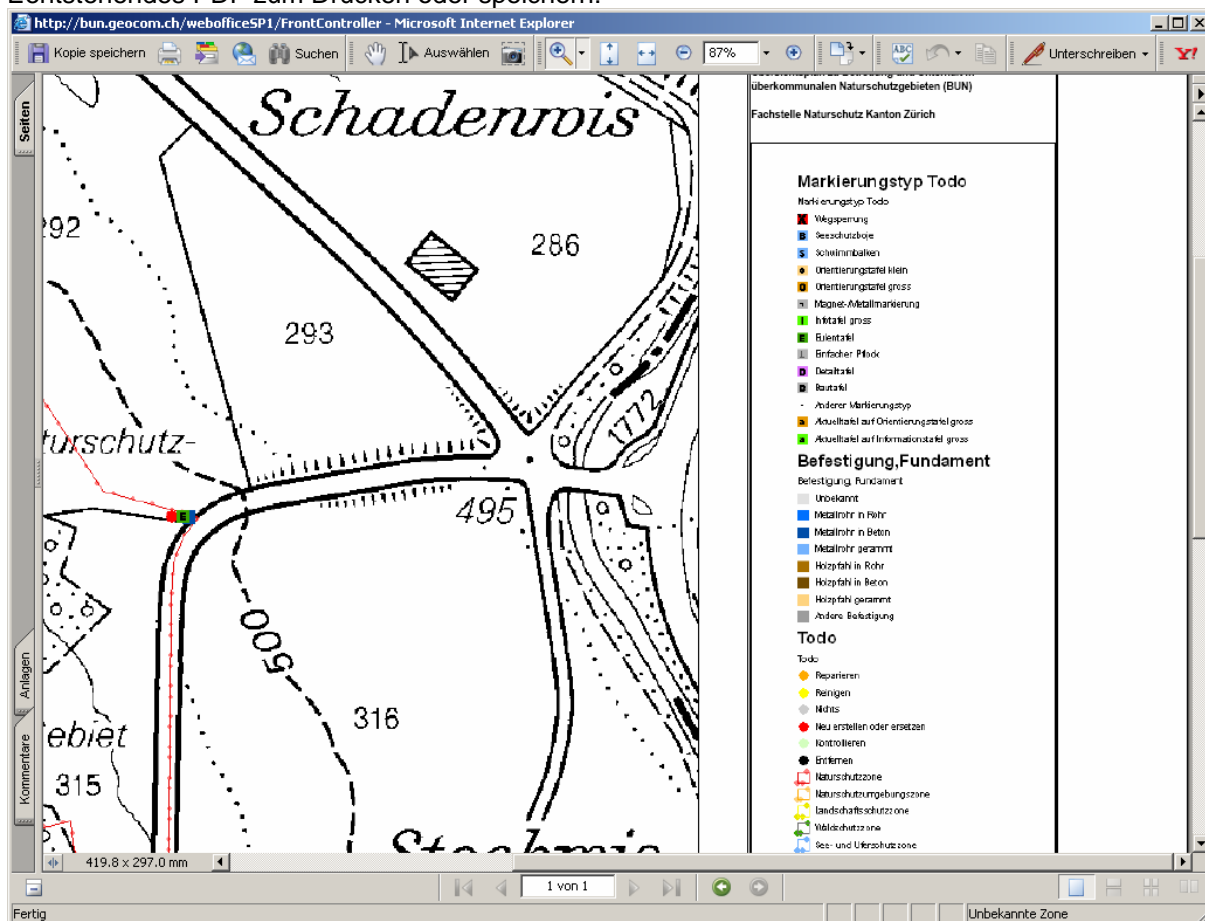 http://bun.geocom.ch/webofficeSP1/FrontController - Microsoft Internet Explorer
Kopie speichern
Suchen
Auswählen
87%
Unterschreiben
Y!
Seiten
Anlagen
Kommentare
Schadenwis
292
286
293
1772
turschutz-
E
495
500
316
ebiet
315
überkommunalen Naturschutzgebieten (BUN)
Fachstelle Naturschutz Kanton Zürich
Markierungstyp Todo
Markierungstyp Todo
X Wegsperrung
B Seeschutzboje
S Schwimmbalken
o Orientierungstafel klein
O Orientierungstafel gross
Magnet-/Metallmarkierung
I Infotafel gross
E Eulentafel
Einfacher Pflock
D Detailtafel
D Bautafel
Anderer Markierungstyp
a Aktuelltafel auf Orientierungstafel gross
a Aktuelltafel auf Informationstafel gross
Befestigung,Fundament
Befestigung, Fundament
Unbekannt
Metallrohr in Rohr
Metallrohr in Beton
Metallrohr gerammt
Holzpfahl in Rohr
Holzpfahl in Beton
Holzpfahl gerammt
Andere Befestigung
Todo
Todo
Reparieren
Reinigen
Nichts
Neu erstellen oder ersetzen
Kontrollieren
Entfernen
Naturschutzzone
Naturschutzumgebungszone
Landschaftsschutzzone
Waldschutzzone
See- und Uferschutzzone
419.8 x 297.0 mm
1 von 1
Fertig
Unbekannte Zone